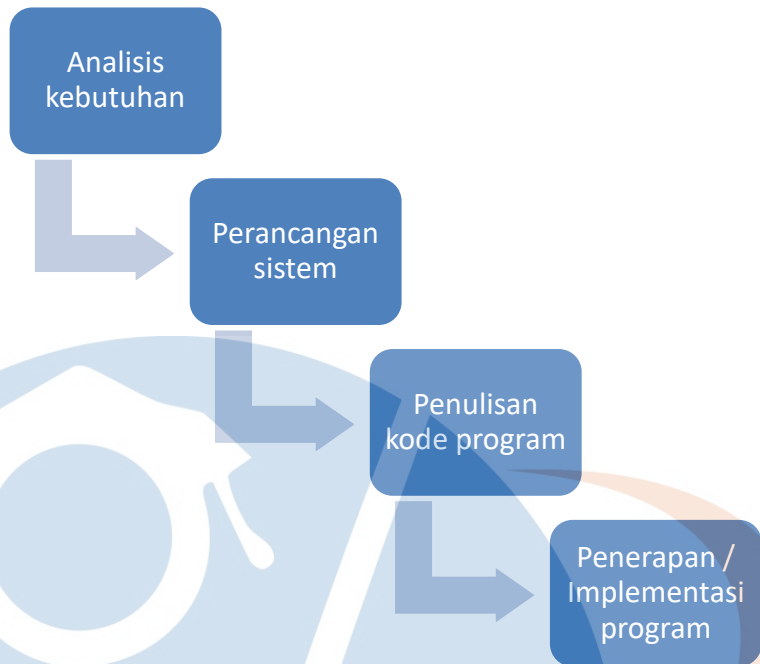 Analisis
kebutuhan
Perancangan
sistem
Penulisan
kode program
Penerapan /
Implementasi
program